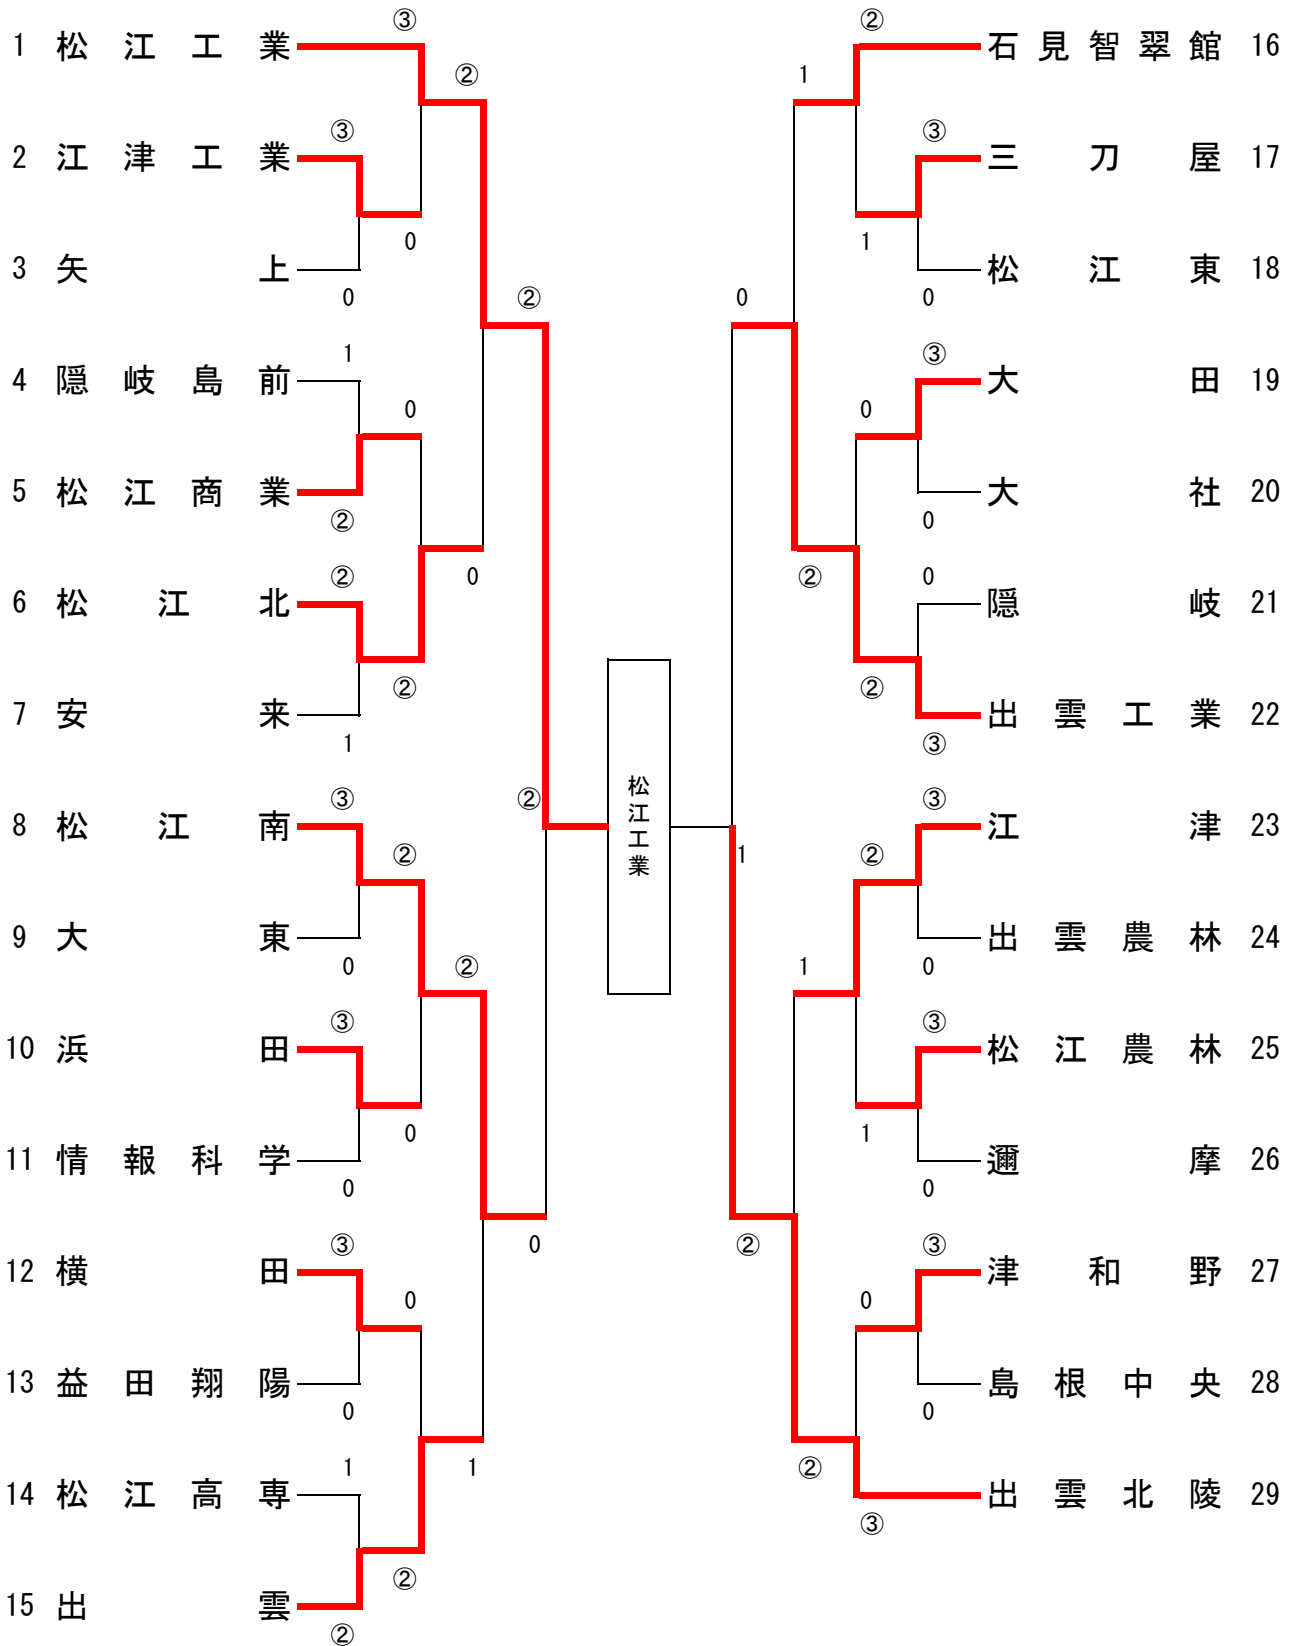 ③
1 松江工業
②
③
2 江津工業
0
3 矢上
0
②
1
4 隠岐島前
0
5 松江商業
②
②
6 松江北
0
②
7 安来
1
③
8 松江南
②
②
9 大東
0
②
③
10 浜田
0
11 情報科学
0
0
③
12 横田
0
13 益田翔陽
0
1
1
14 松江高専
②
15 出雲
②
松江工業
②
石見智翠館 16
1
③
三刀屋 17
1
松江東 18
0
0
③
大田 19
0
大社 20
0
0
②
隠岐 21
②
出雲工業 22
③
③
江津 23
1
②
出雲農林 24
0
1
③
松江農林 25
1
邇摩 26
0
②
③
津和野 27
0
島根中央 28
0
②
出雲北陵 29
③